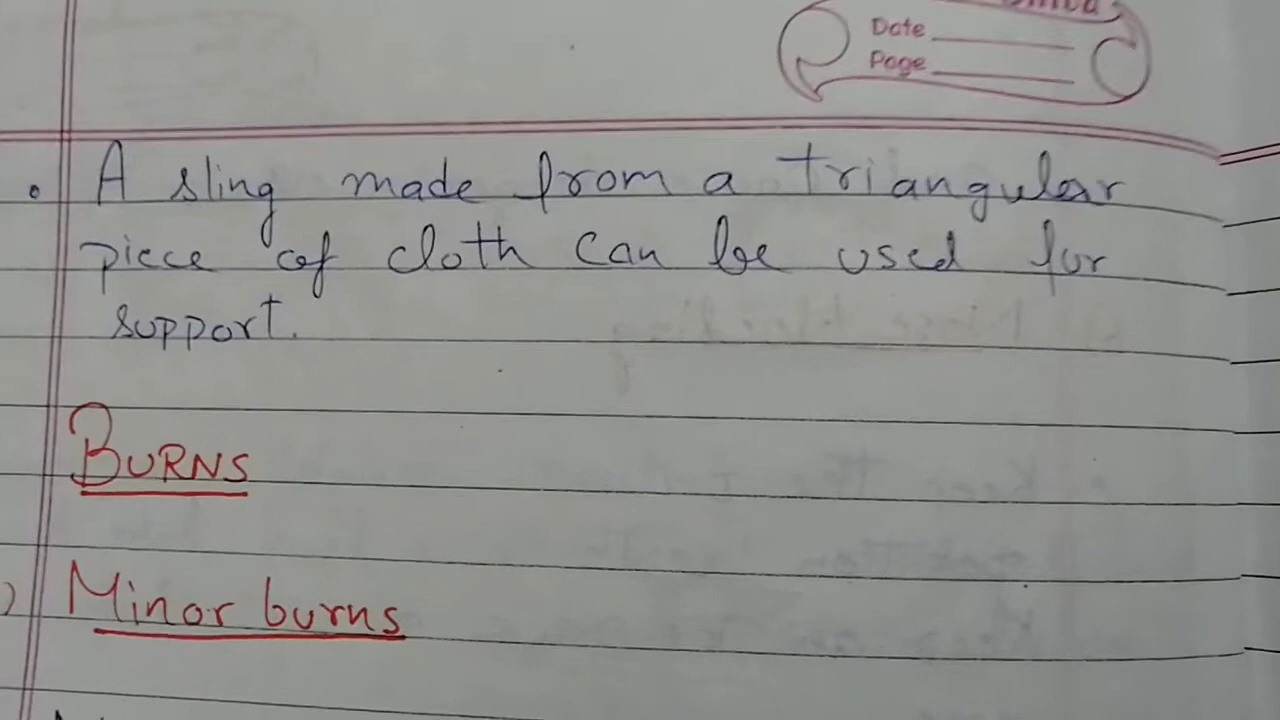 Date
Page
• A sling made from a triangular
piece of cloth can be used for
support.
BURNS
) Minor burns